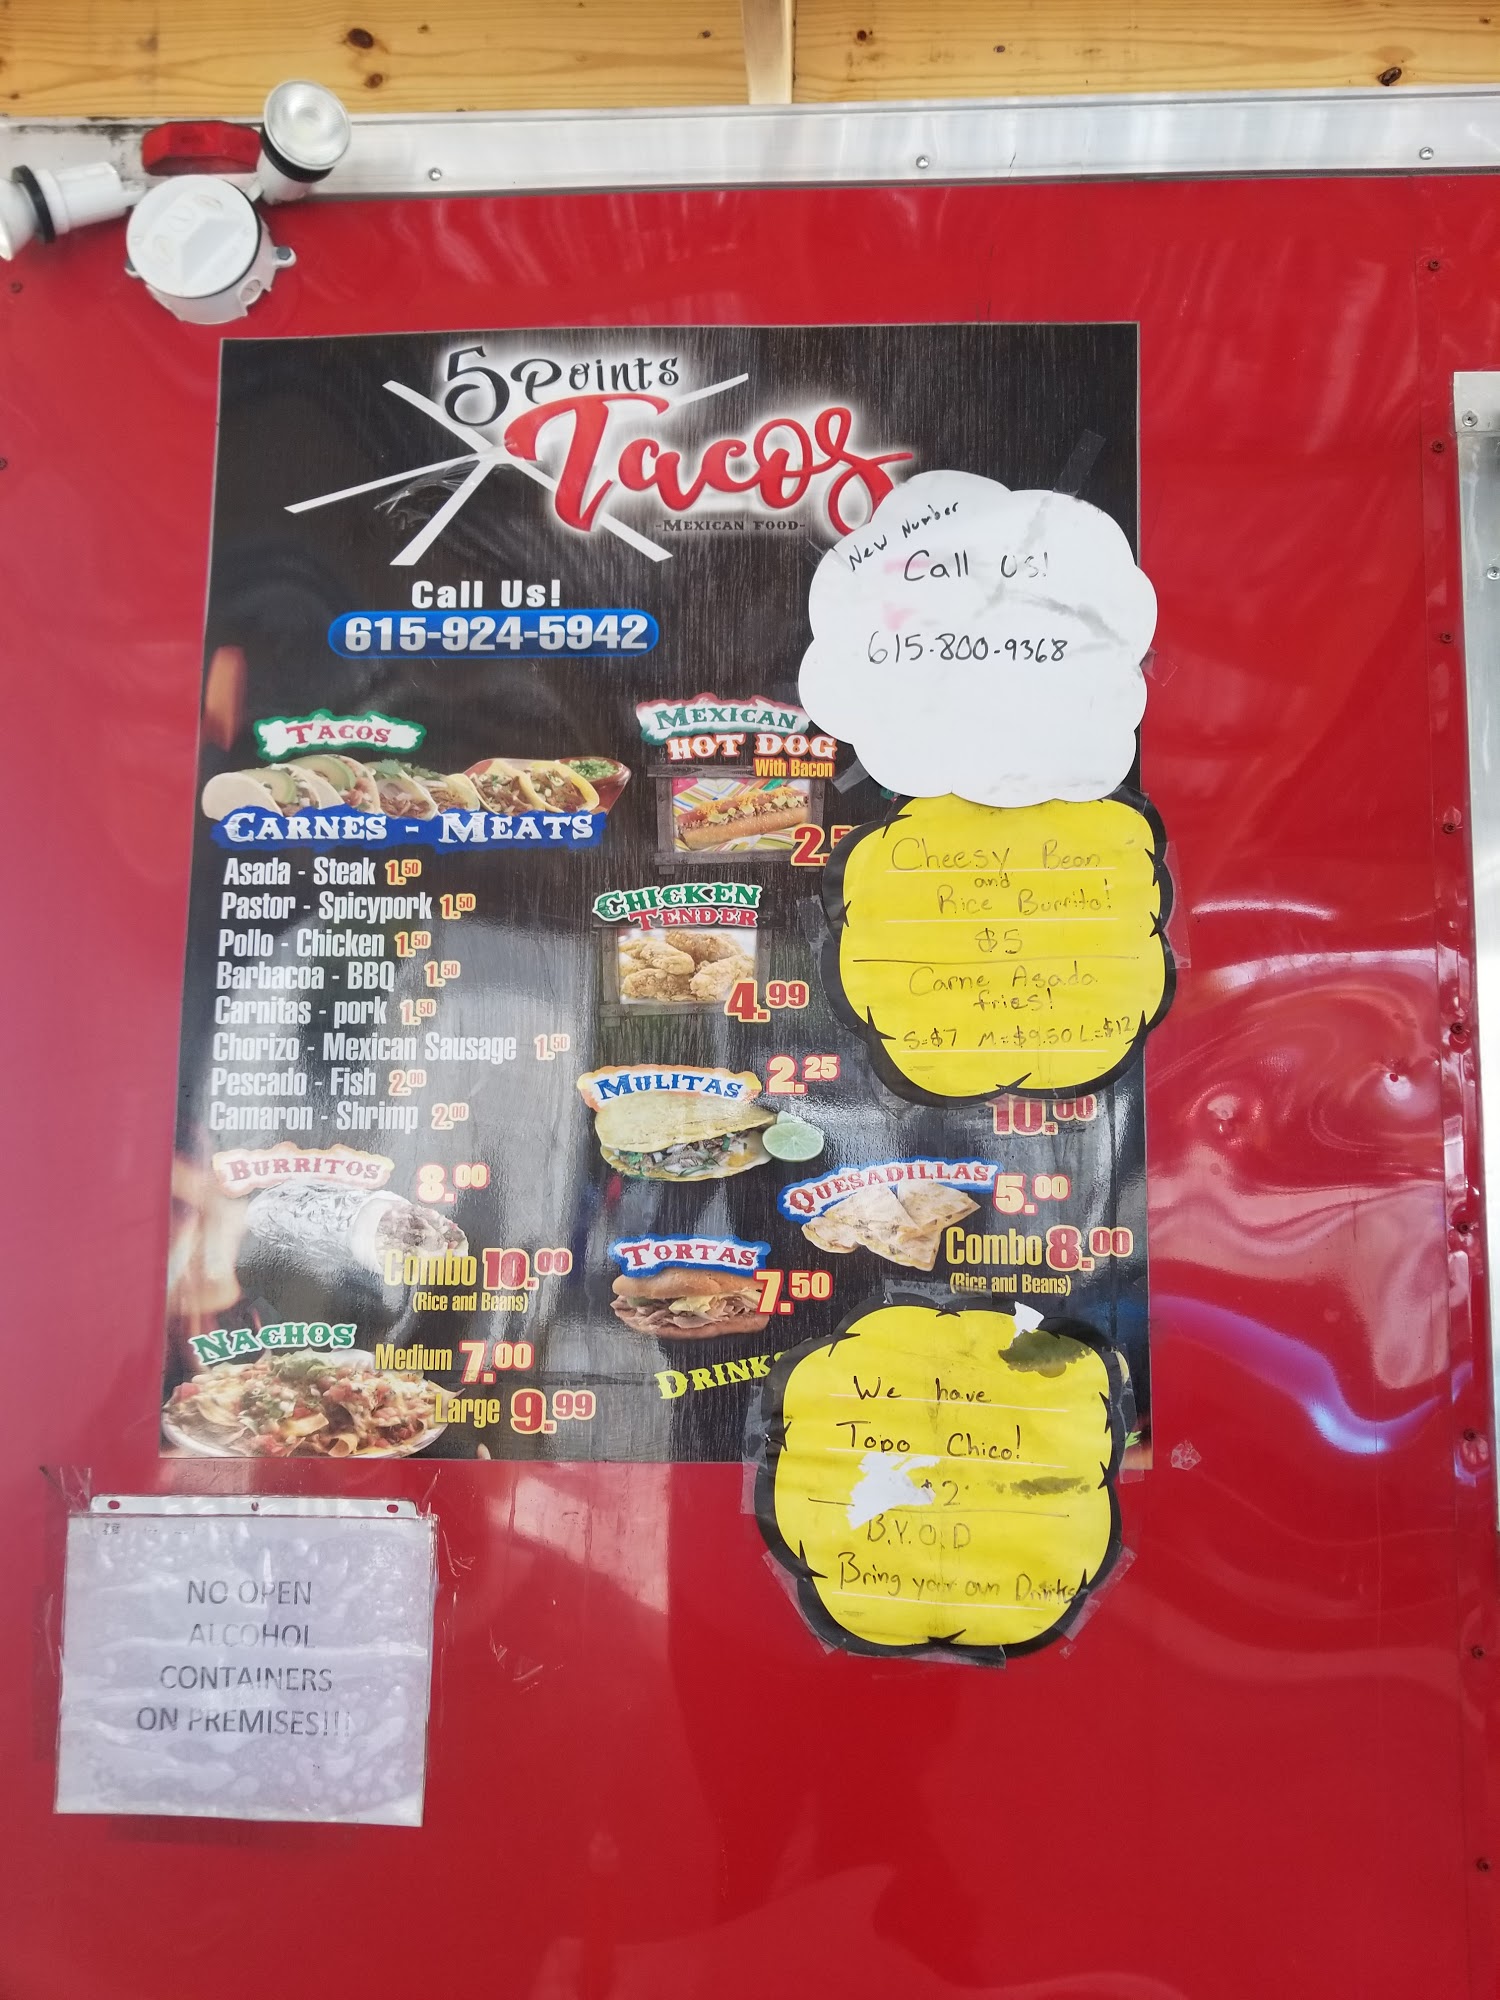 5 Points
Tacos
-MEXICAN FOOD-
Call Us!
615-924-5942
New Number
Call us!
615-800-9368
TACOS
CARNES - MEATS
Asada - Steak 1.50
Pastor - Spicypork 1.50
Pollo - Chicken 1.50
Barbacoa - BBQ 1.50
Carnitas - pork 1.50
Chorizo - Mexican Sausage 1.50
Pescado - Fish 2.00
Camaron - Shrimp 2.00
BURRITOS 8.00
Combo 10.00
(Rice and Beans)
NACHOS
Medium 7.00
Large 9.99
MEXICAN
HOT DOG
With Bacon
2.5
CHICKEN
TENDER
4.99
MULITAS 2.25
TORTAS
7.50
Cheesy Bean
and
Rice Burrito!
$5
Carne Asada
fries!
S=$7 M=$9.50 L=$12
10.00
QUESADILLAS 5.00
Combo 8.00
(Rice and Beans)
DRINKS
We have
Topo Chico!
$2
B.Y.O.D
Bring your own Drinks
NO OPEN
ALCOHOL
CONTAINERS
ON PREMISES!!!